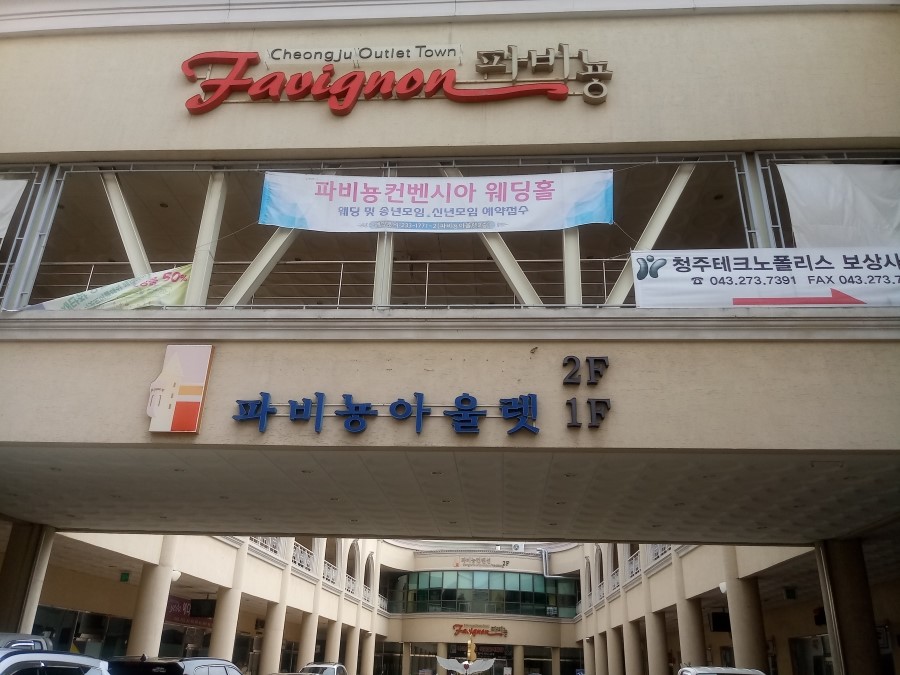 Cheongju Outlet Town
Favignon 파비뇽
파비뇽컨벤시아 웨딩홀
웨딩 및 송년모임.신년모임 예약접수
청주테크노폴리스 보상사
☎ 043.273.7391 FAX 043.273.7
2F
파비뇽아울렛 1F
Favignon